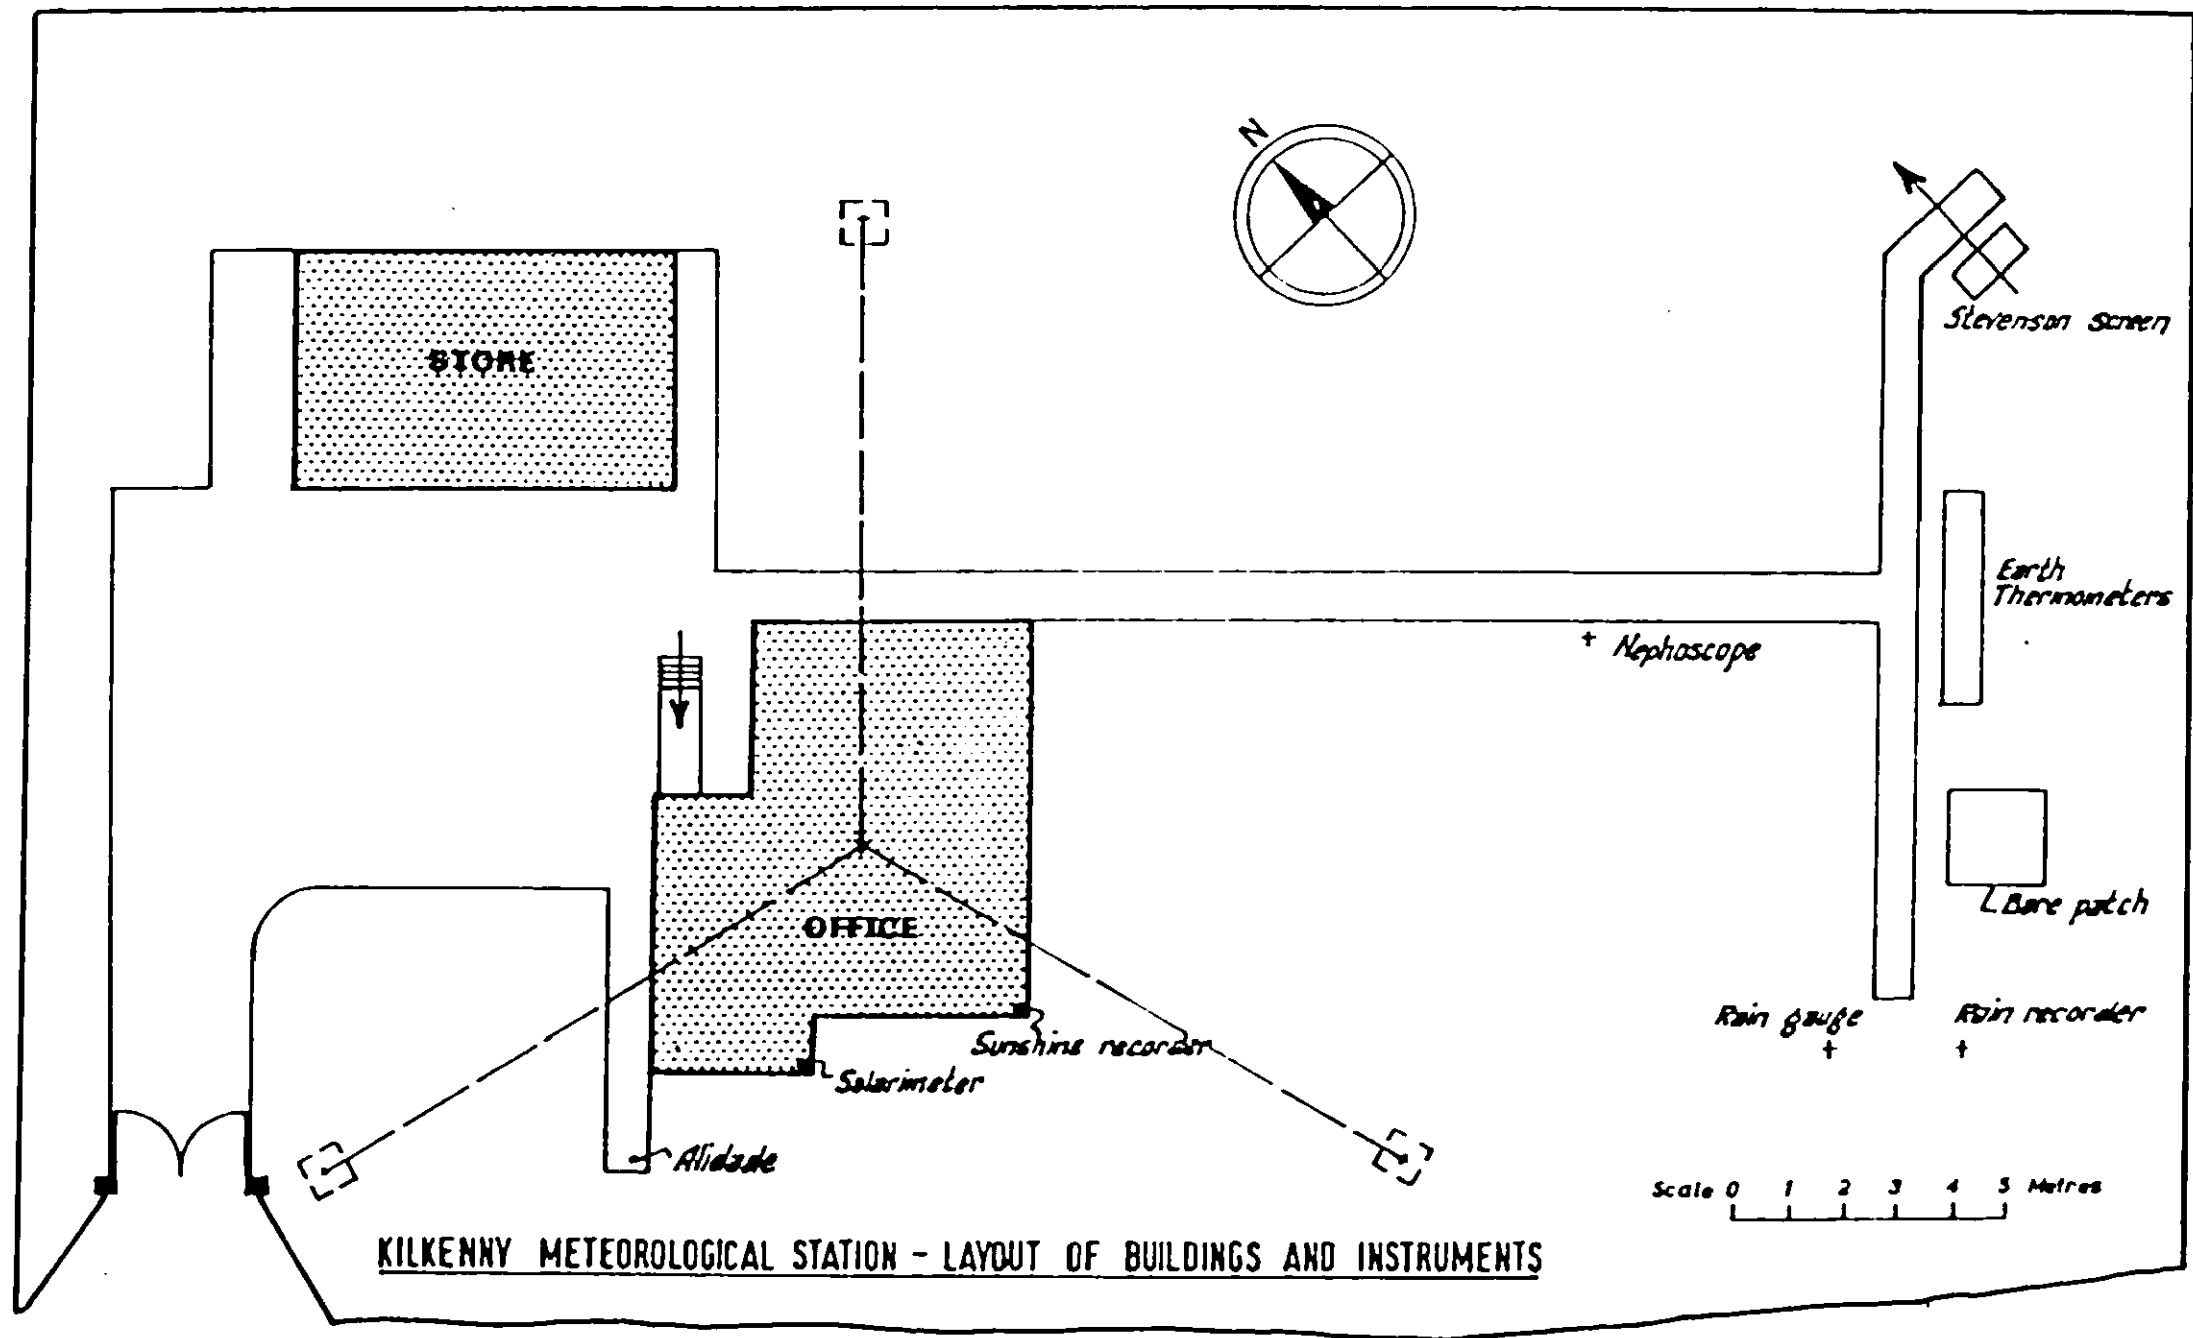 N
Stevenson Screen
STORE
Earth
Thermometers
+ Nephoscope
Bare patch
OFFICE
Rain gauge
+
Rain recorder
+
Sunshine recorder
Solarimeter
Alidade
Scale 0 1 2 3 4 5 Metres
KILKENNY METEOROLOGICAL STATION - LAYOUT OF BUILDINGS AND INSTRUMENTS